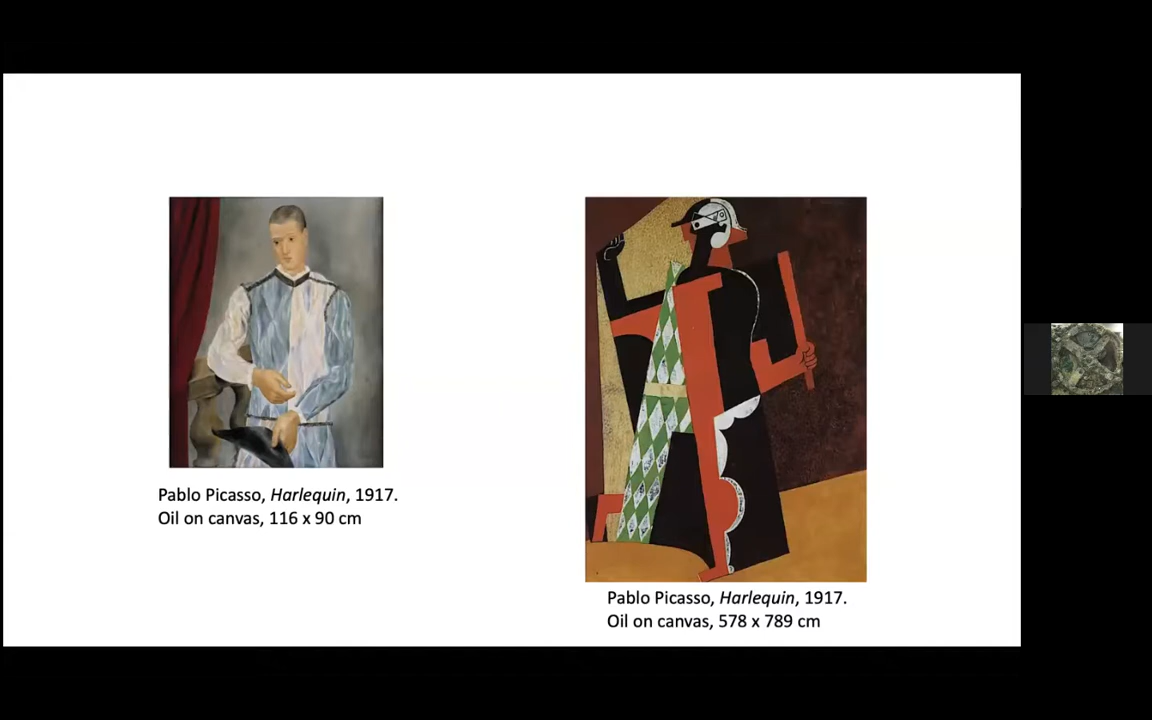 Pablo Picasso, Harlequin, 1917.
Oil on canvas, 116 x 90 cm
Pablo Picasso, Harlequin, 1917.
Oil on canvas, 578 x 789 cm